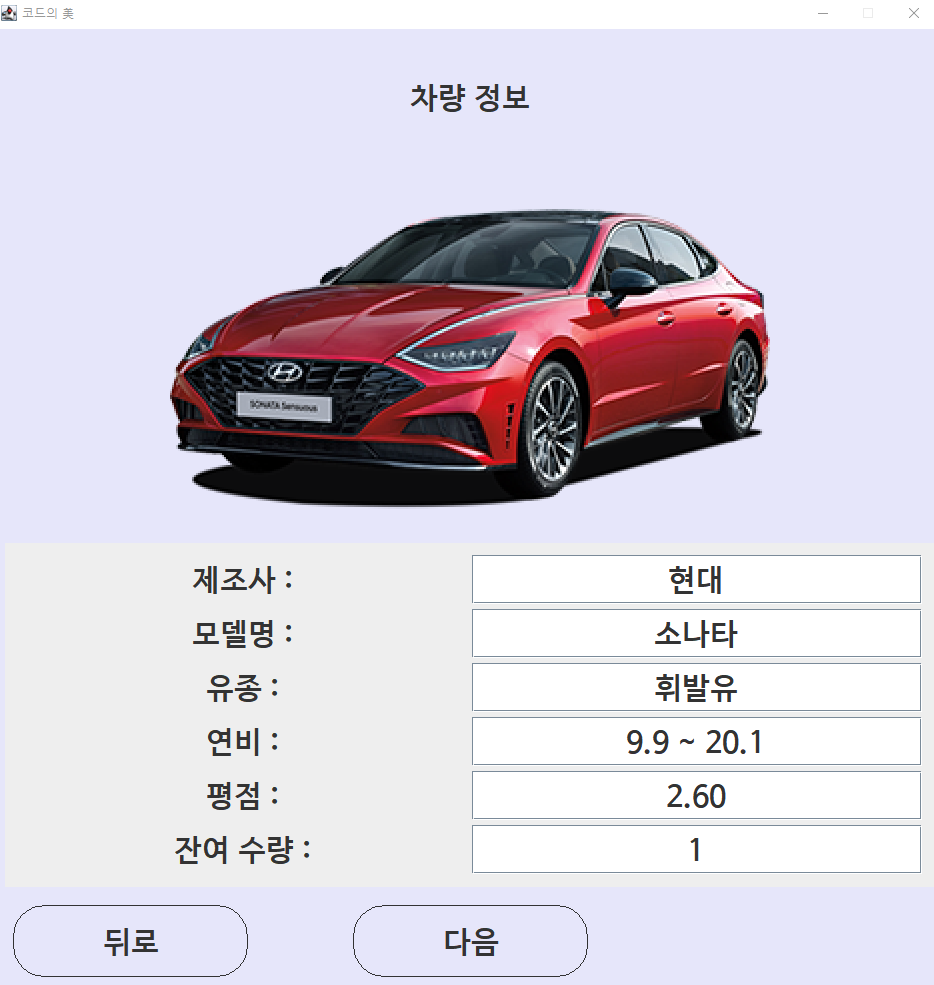 코드의 美
차량 정보
SONATA Sensuous
제조사 : 현대
모델명 : 소나타
유종 : 휘발유
연비 : 9.9 ~ 20.1
평점 : 2.60
잔여 수량 : 1
뒤로 다음